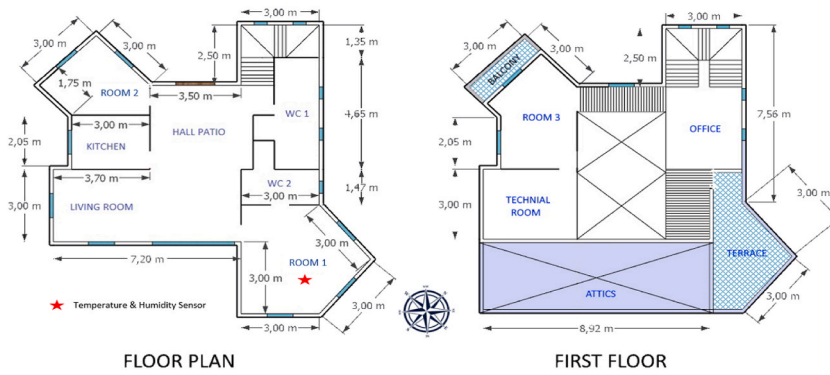 3,00 m
3,00 m
3,00 m
2,50 m
1,35 m
1,75 m
ROOM 2
3,50 m
HALL PATIO
WC 1
4,65 m
3,00 m
2,05 m
KITCHEN
3,70 m
WC 2
3,00 m
1,47 m
3,00 m
LIVING ROOM
3,00 m
ROOM 1
3,00 m
7,20 m
3,00 m
3,00 m
Temperature & Humidity Sensor
FLOOR PLAN
3,00 m
3,00 m
3,00 m
2,50 m
BALCONY
ROOM 3
OFFICE
7,56 m
2,05 m
TECHNIAL
ROOM
3,00 m
3,00 m
TERRACE
ATTICS
3,00 m
8,92 m
FIRST FLOOR